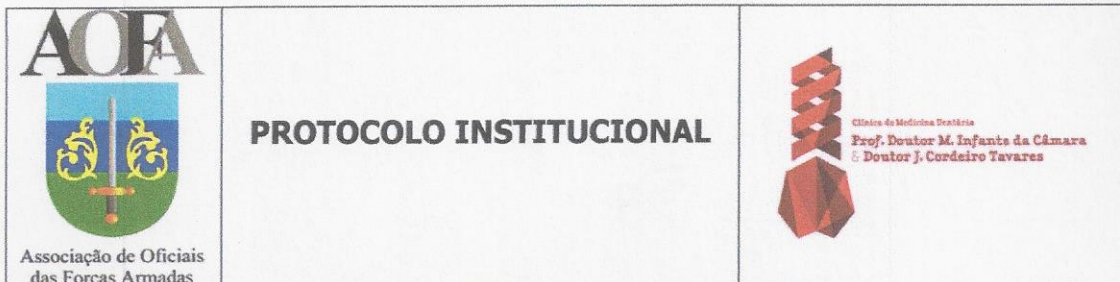 AOFA
Associação de Oficiais
das Forças Armadas
PROTOCOLO INSTITUCIONAL
Clínica de Medicina Dentária
Prof. Doutor M. Infante da Câmara
& Doutor J. Cordeiro Tavares